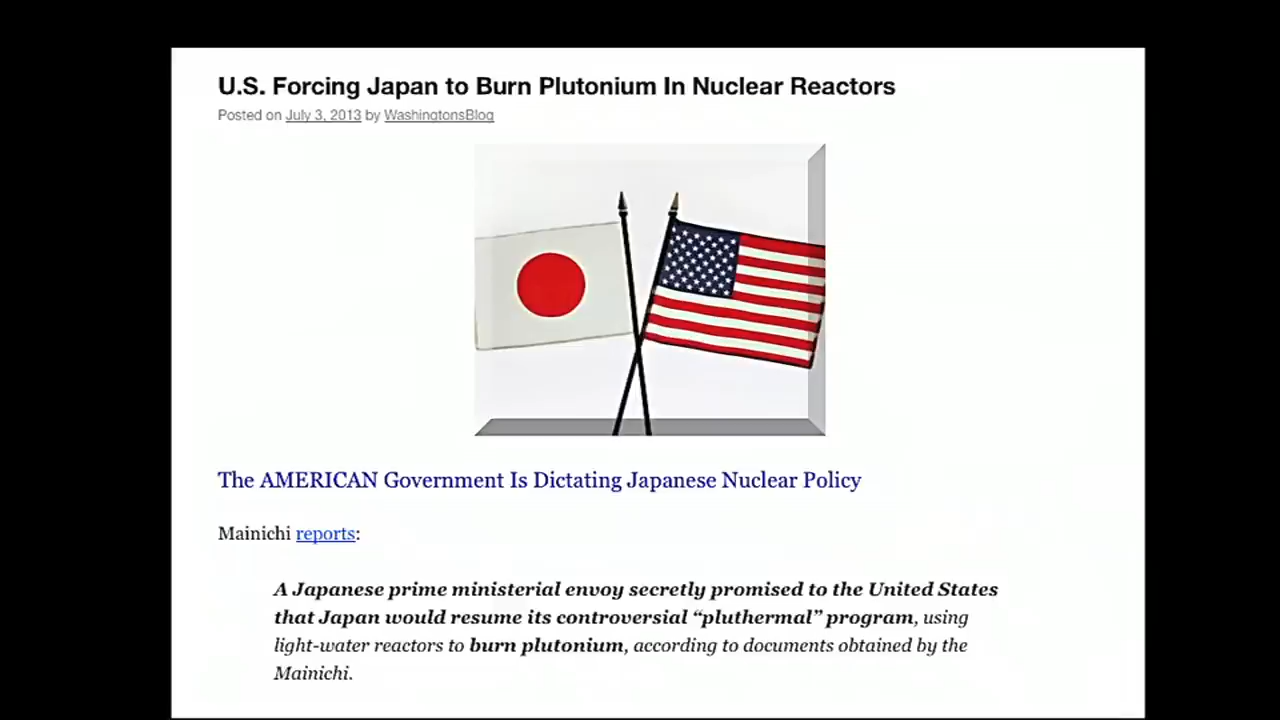 U.S. Forcing Japan to Burn Plutonium In Nuclear Reactors
Posted on July 3, 2013 by WashingtonsBlog
The AMERICAN Government Is Dictating Japanese Nuclear Policy
Mainichi reports:
A Japanese prime ministerial envoy secretly promised to the United States
that Japan would resume its controversial “pluthermal” program, using
light-water reactors to burn plutonium, according to documents obtained by the
Mainichi.